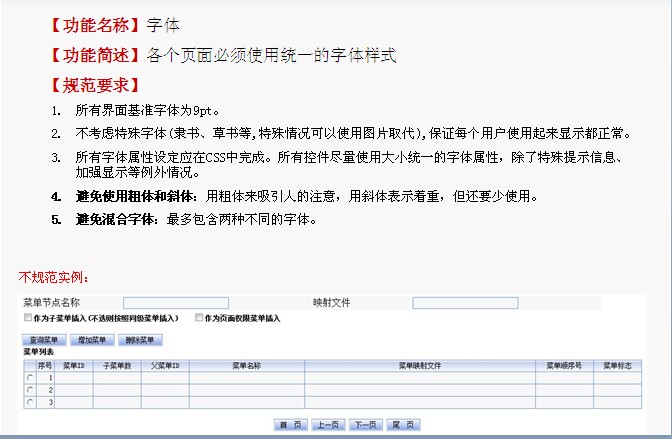 【功能名称】字体
【功能简述】各个页面必须使用统一的字体样式
【规范要求】
1. 所有界面基准字体为9pt。
2. 不考虑特殊字体(隶书、草书等,特殊情况可以使用图片取代),保证每个用户使用起来显示都正常。
3. 所有字体属性设定应在CSS中完成。所有控件尽量使用大小统一的字体属性，除了特殊提示信息、
加强显示等例外情况。
4. 避免使用粗体和斜体：用粗体来吸引人的注意，用斜体表示着重，但还要少使用。
5. 避免混合字体：最多包含两种不同的字体。
不规范实例：
菜单节点名称 映射文件
作为子菜单插入(不选则按照同级菜单插入) 作为页面权限菜单插入
查询菜单 增加菜单 删除菜单
菜单列表
序号 菜单ID 子菜单数 父菜单ID 菜单名称 菜单映射文件 菜单顺序号 菜单标志
1
2
3
首 页 上一页 下一页 尾 页